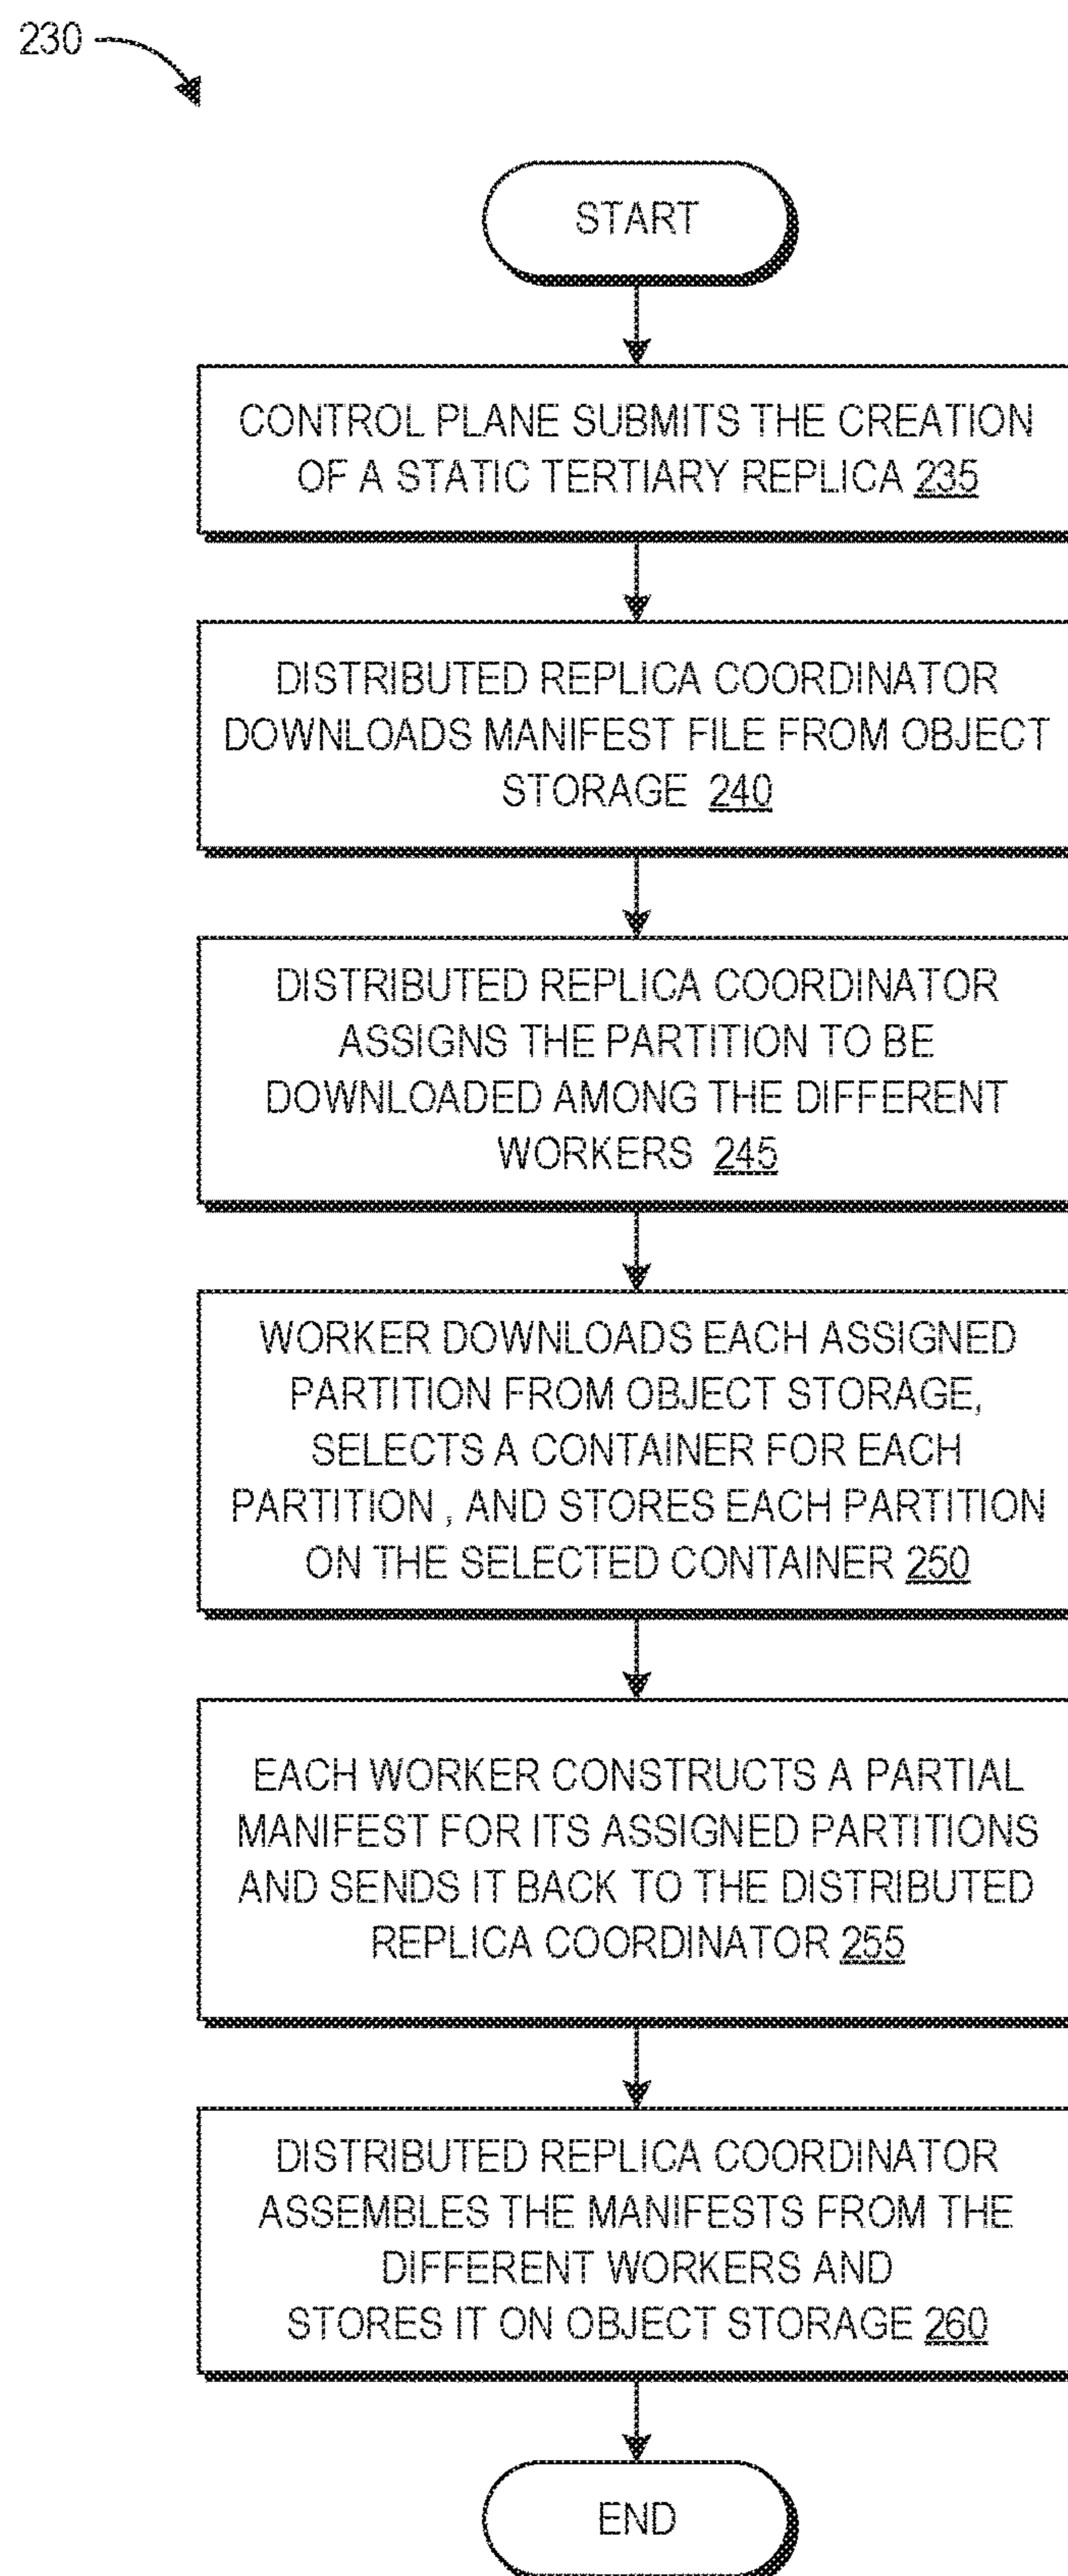 230
START
CONTROL PLANE SUBMITS THE CREATION
OF A STATIC TERTIARY REPLICA 235
DISTRIBUTED REPLICA COORDINATOR
DOWNLOADS MANIFEST FILE FROM OBJECT
STORAGE 240
DISTRIBUTED REPLICA COORDINATOR
ASSIGNS THE PARTITION TO BE
DOWNLOADED AMONG THE DIFFERENT
WORKERS 245
WORKER DOWNLOADS EACH ASSIGNED
PARTITION FROM OBJECT STORAGE,
SELECTS A CONTAINER FOR EACH
PARTITION , AND STORES EACH PARTITION
ON THE SELECTED CONTAINER 250
EACH WORKER CONSTRUCTS A PARTIAL
MANIFEST FOR ITS ASSIGNED PARTITIONS
AND SENDS IT BACK TO THE DISTRIBUTED
REPLICA COORDINATOR 255
DISTRIBUTED REPLICA COORDINATOR
ASSEMBLES THE MANIFESTS FROM THE
DIFFERENT WORKERS AND
STORES IT ON OBJECT STORAGE 260
END